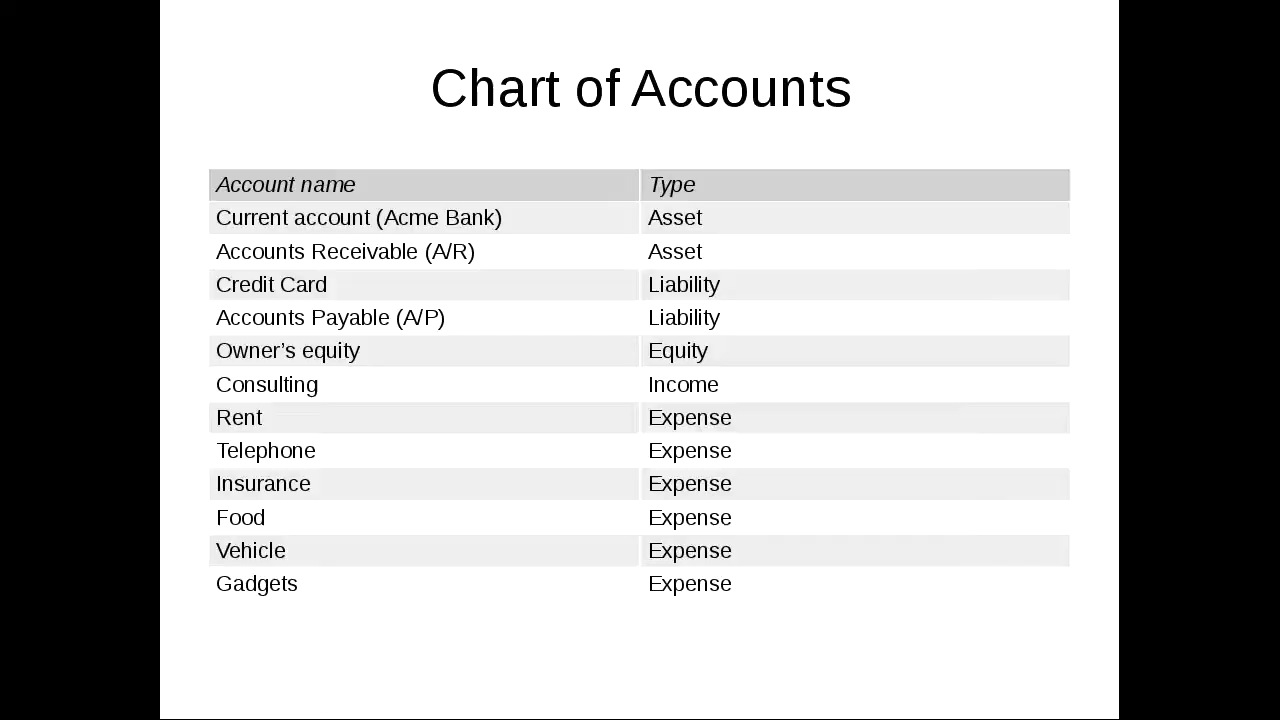 Chart of Accounts
Account name Type
Current account (Acme Bank) Asset
Accounts Receivable (A/R) Asset
Credit Card Liability
Accounts Payable (A/P) Liability
Owner’s equity Equity
Consulting Income
Rent Expense
Telephone Expense
Insurance Expense
Food Expense
Vehicle Expense
Gadgets Expense